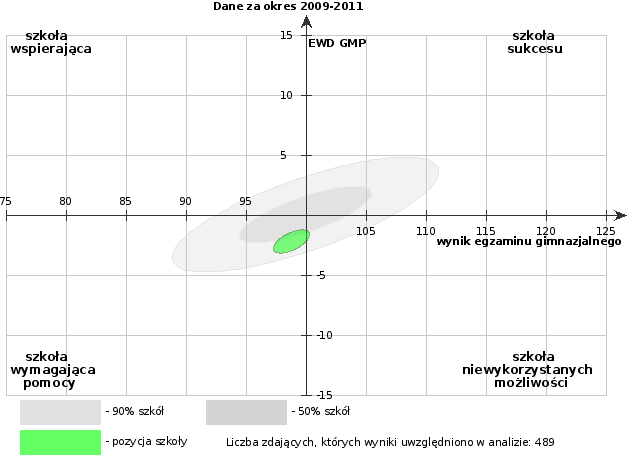 Dane za okres 2009-2011
szkoła
wspierająca
15
EWD GMP
szkoła
sukcesu
10
5
75
80
85
90
95
105
110
115
120
125
wynik egzaminu gimnazjalnego
-5
-10
szkoła
wymagająca
pomocy
szkoła
niewykorzystanych
możliwości
-15
- 90% szkół
- 50% szkół
- pozycja szkoły
Liczba zdających, których wyniki uwzględniono w analizie: 489